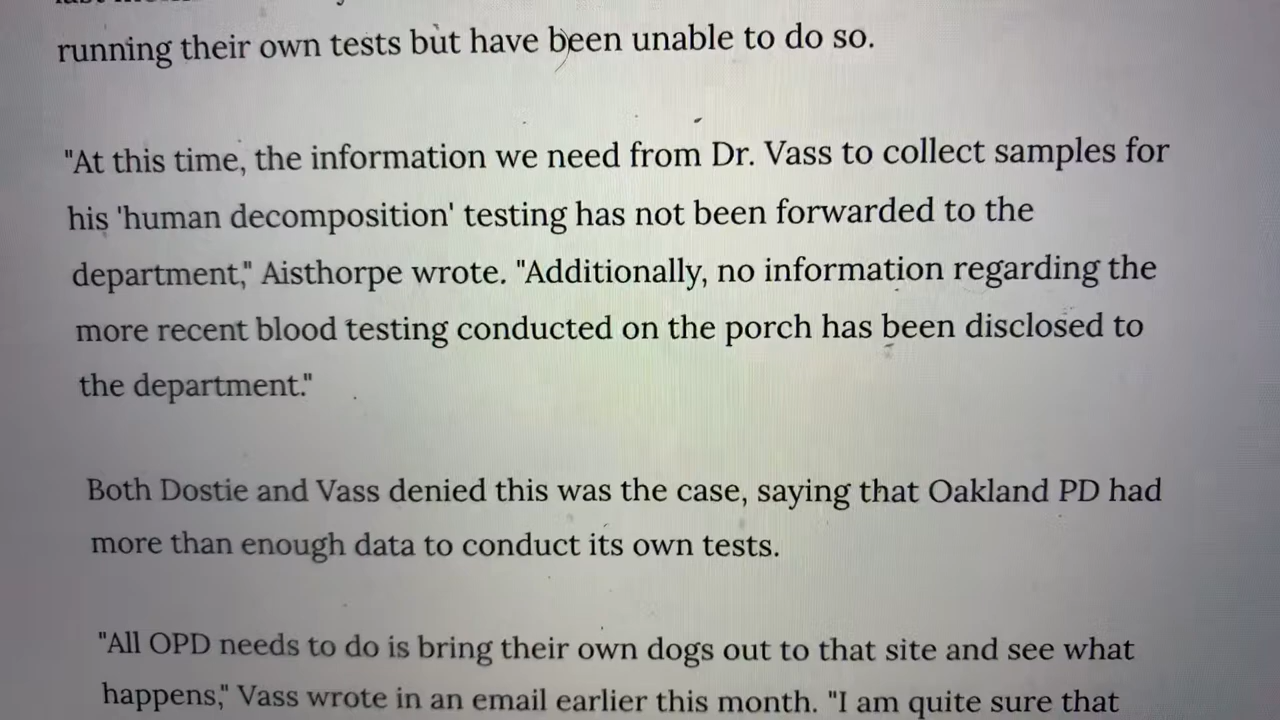 running their own tests but have been unable to do so.
"At this time, the information we need from Dr. Vass to collect samples for
his 'human decomposition' testing has not been forwarded to the
department," Aisthorpe wrote. "Additionally, no information regarding the
more recent blood testing conducted on the porch has been disclosed to
the department."
Both Dostie and Vass denied this was the case, saying that Oakland PD had
more than enough data to conduct its own tests.
"All OPD needs to do is bring their own dogs out to that site and see what
happens," Vass wrote in an email earlier this month. "I am quite sure that